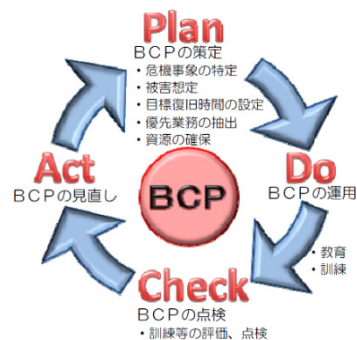 Plan
BCPの策定
・危機事象の特定
・被害想定
・目標復旧時間の設定
・優先業務の抽出
・資源の確保
Act
BCPの見直し
BCP
Do
BCPの運用
・教育
・訓練
Check
BCPの点検
・訓練等の評価、点検